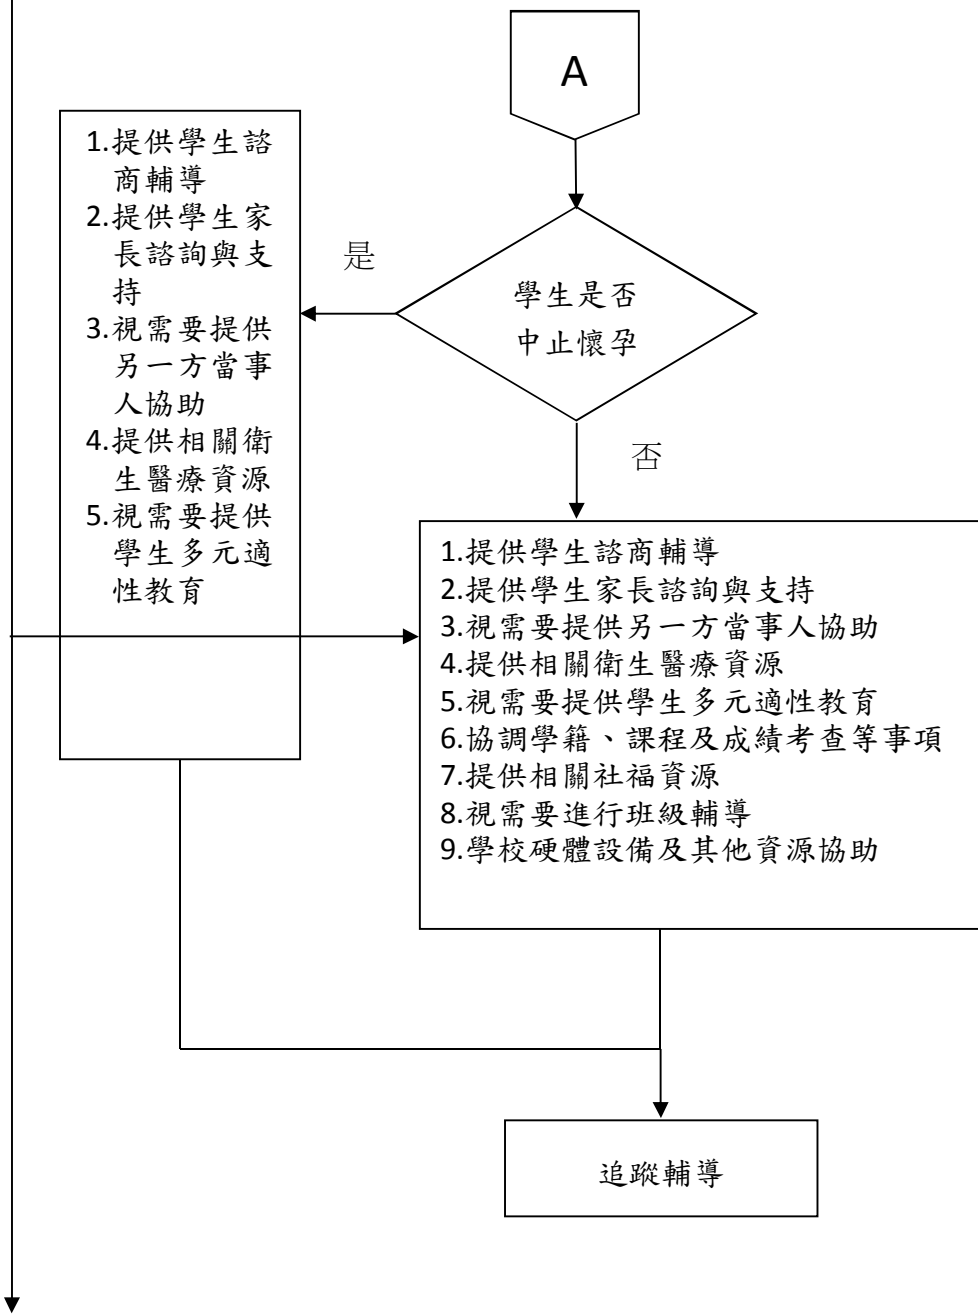 A
學生是否
中止懷孕
是
1.提供學生諮
商輔導
2.提供學生家
長諮詢與支
持
3.視需要提供
另一方當事
人協助
4.提供相關衛
生醫療資源
5.視需要提供
學生多元適
性教育
否
1.提供學生諮商輔導
2.提供學生家長諮詢與支持
3.視需要提供另一方當事人協助
4.提供相關衛生醫療資源
5.視需要提供學生多元適性教育
6.協調學籍、課程及成績考查等事項
7.提供相關社福資源
8.視需要進行班級輔導
9.學校硬體設備及其他資源協助
追蹤輔導